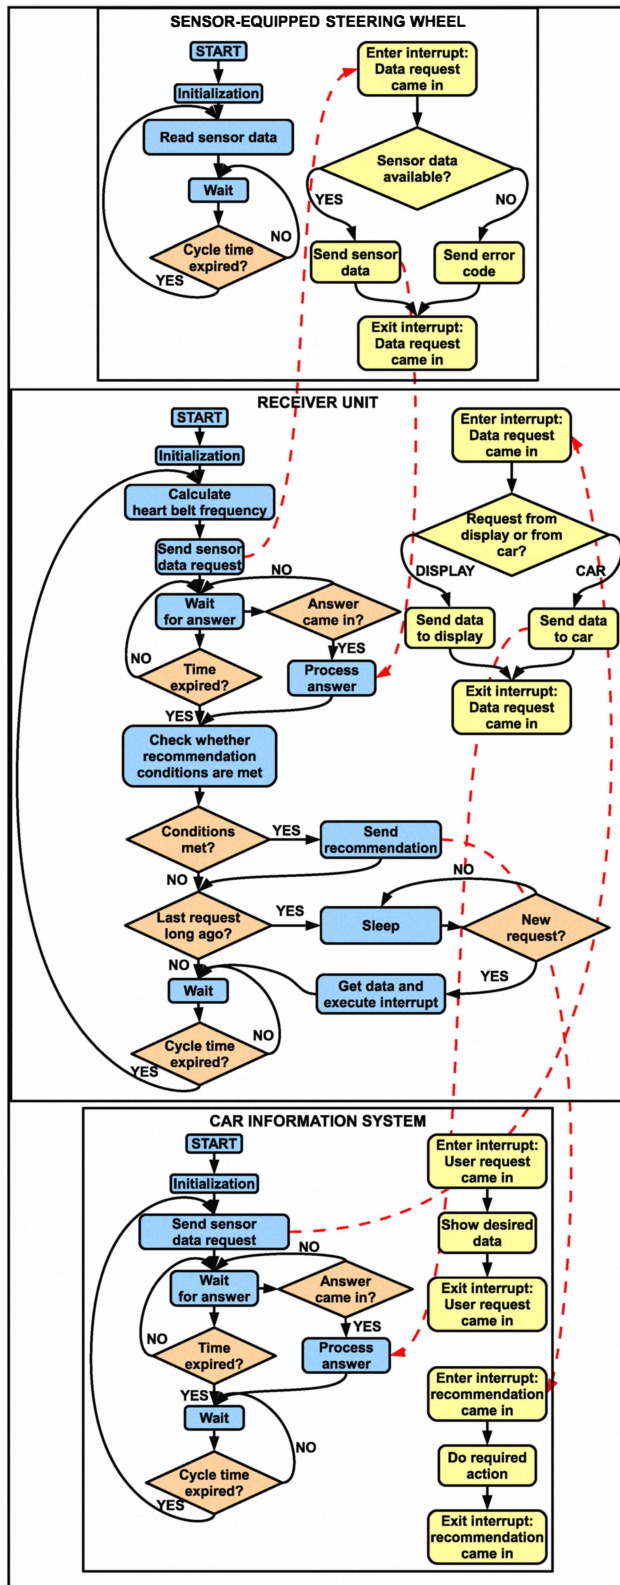 SENSOR-EQUIPPED STEERING WHEEL
START
Initialization
Read sensor data
Wait
Cycle time
expired?
NO
YES
Enter interrupt:
Data request
came in
Sensor data
available?
YES
NO
Send sensor
data
Send error
code
Exit interrupt:
Data request
came in
RECEIVER UNIT
START
Initialization
Calculate
heart belt frequency
Send sensor
data request
NO
Wait
for answer
Answer
came in?
YES
NO
Time
expired?
Process
answer
YES
Check whether
recommendation
conditions are met
Conditions
met?
YES
Send
recommendation
NO
NO
Last request
long ago?
YES
Sleep
New
request?
YES
NO
Wait
Get data and
execute interrupt
NO
Cycle time
expired?
YES
Enter interrupt:
Data request
came in
Request from
display or from
car?
DISPLAY
CAR
Send data
to display
Send data
to car
Exit interrupt:
Data request
came in
CAR INFORMATION SYSTEM
START
Initialization
Send sensor
data request
NO
Wait
for answer
Answer
came in?
YES
NO
Time
expired?
Process
answer
YES
Wait
NO
Cycle time
expired?
YES
Enter interrupt:
User request
came in
Show desired
data
Exit interrupt:
User request
came in
Enter interrupt:
recommendation
came in
Do required
action
Exit interrupt:
recommendation
came in